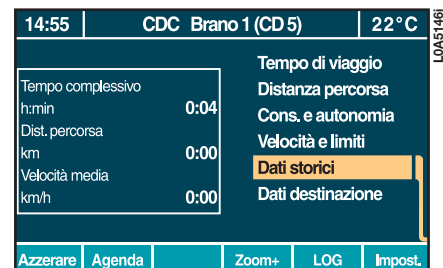 14:55 CDC Brano 1 (CD 5) 22°C
Tempo complessivo
h:min 0:04
Dist. percorsa
km 0:00
Velocità media
km/h 0:00
Tempo di viaggio
Distanza percorsa
Cons. e autonomia
Velocità e limiti
Dati storici
Dati destinazione
Azzerare Agenda Zoom+ LOG Impost.
L0A5146i